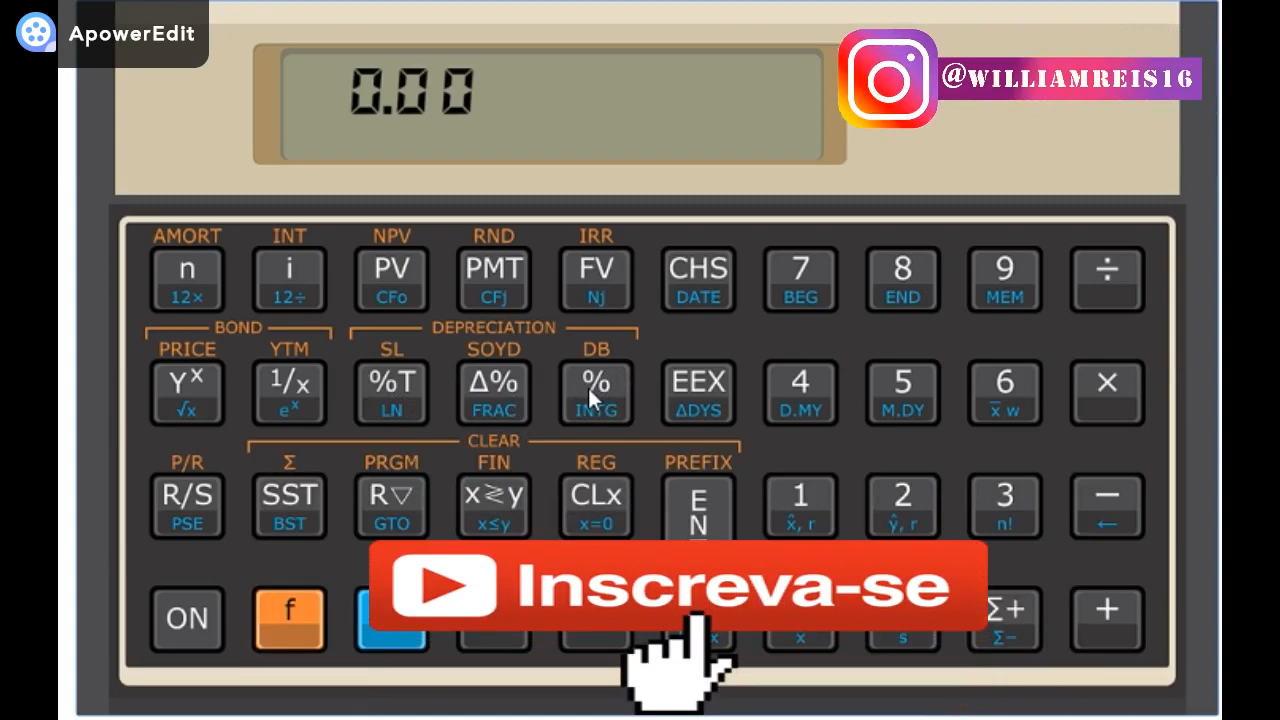 ApowerEdit
@WILLIAMREIS16
0.00
AMORT INT NPV RND IRR
n i PV PMT FV CHS 7 8 9 ÷
12× 12÷ CFo CFj Nj DATE BEG END MEM
BOND DEPRECIATION
PRICE YTM SL SOYD DB
Yˣ 1/x %T Δ% % EEX 4 5 6 ×
√x eˣ LN FRAC INTG ΔDYS D.MY M.DY x̅ w
CLEAR
P/R Σ PRGM FIN REG PREFIX
R/S SST R▽ x≷y CLx E 1 2 3 −
N
PSE BST GTO x≤y x=0 x̂, r ŷ, r n! ←
Inscreva-se
ON f Σ+ +
x x s Σ−